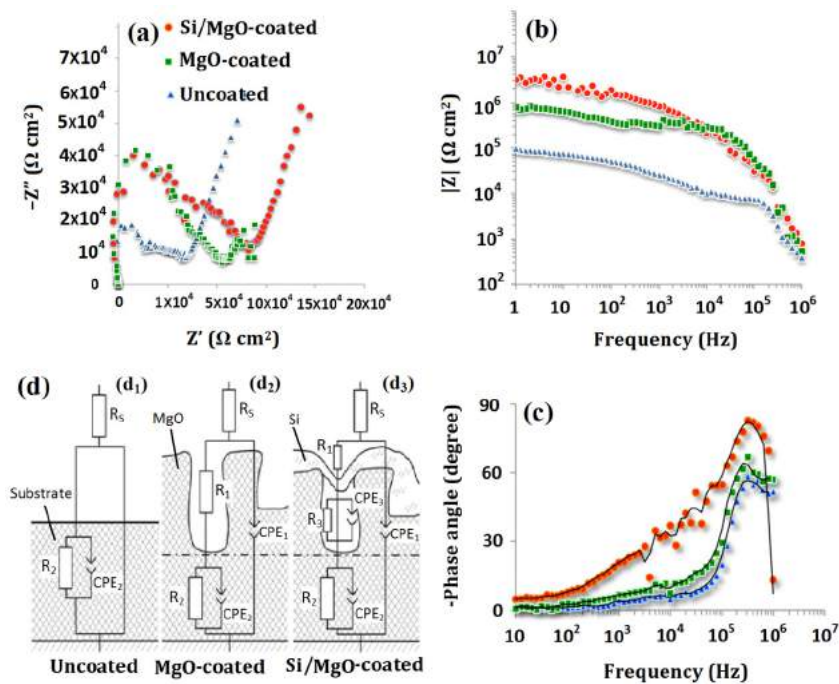 (a)
Si/MgO-coated
MgO-coated
Uncoated
7x10⁴
6x10⁴
5x10⁴
4x10⁴
3x10⁴
2x10⁴
10⁴
0
−Z″ (Ω cm²)
0
1x10⁴
5x10⁴
10x10⁴
15x10⁴
20x10⁴
Z′ (Ω cm²)
(b)
10⁷
10⁶
10⁵
10⁴
10³
10²
|Z| (Ω cm²)
1
10
10²
10³
10⁴
10⁵
10⁶
Frequency (Hz)
(d)
(d₁)
Rₛ
Substrate
R₂
CPE₂
Uncoated
(d₂)
MgO
Rₛ
R₁
CPE₁
R₂
CPE₂
MgO-coated
(d₃)
Si
Rₛ
R₁
CPE₃
R₃
CPE₁
R₂
CPE₂
Si/MgO-coated
(c)
90
60
30
0
-Phase angle (degree)
10
10²
10³
10⁴
10⁵
10⁶
10⁷
Frequency (Hz)